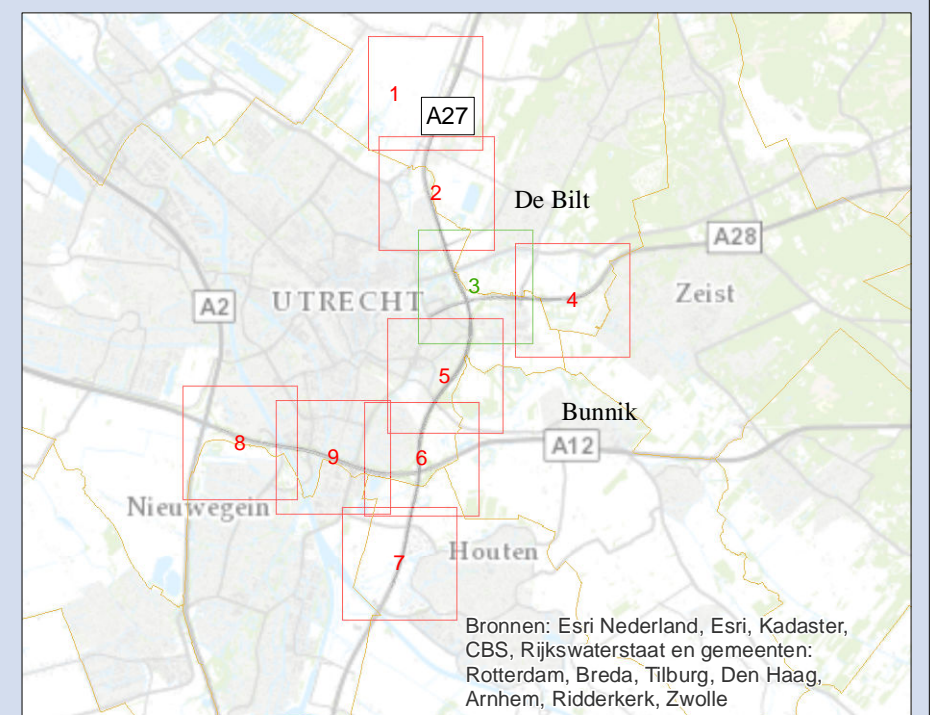 1
A27
2
De Bilt
A28
3
4
Zeist
A2
UTRECHT
5
Bunnik
8
9
6
A12
Nieuwegein
Houten
7
Bronnen: Esri Nederland, Esri, Kadaster,
CBS, Rijkswaterstaat en gemeenten:
Rotterdam, Breda, Tilburg, Den Haag,
Arnhem, Ridderkerk, Zwolle